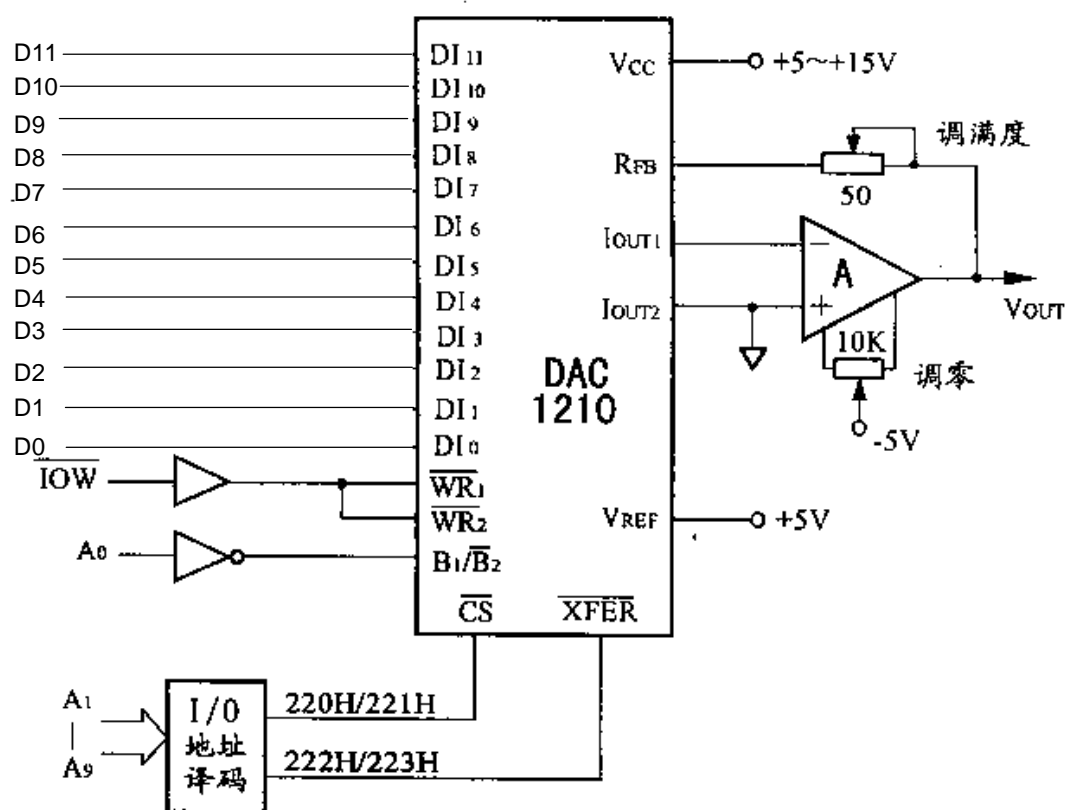 D11
D10
D9
D8
D7
D6
D5
D4
D3
D2
D1
D0
IOW
A0
DI11
DI10
DI9
DI8
DI7
DI6
DI5
DI4
DI3
DI2
DI1
DI0
WR1
WR2
B1/B2
CS
XFER
DAC
1210
VCC
RFB
IOUT1
IOUT2
VREF
+5~+15V
调满度
50
A
−
+
VOUT
10K
调零
-5V
+5V
A1
A9
I/O
地址
译码
220H/221H
222H/223H